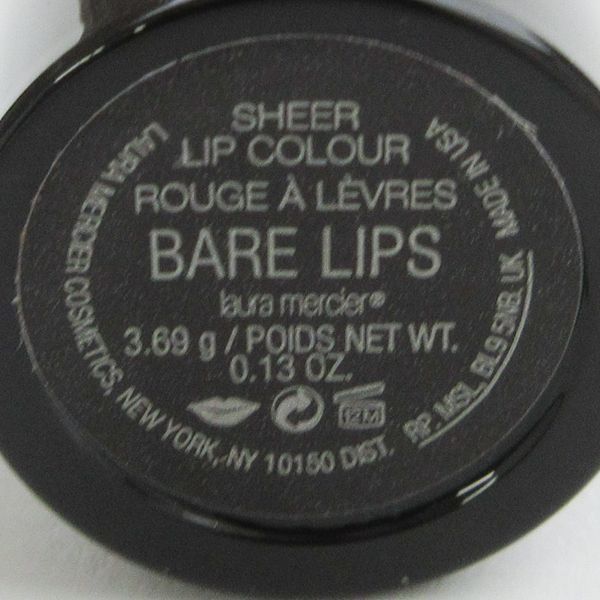 SHEER
LIP COLOUR
ROUGE À LÈVRES
BARE LIPS
laura mercier®
3.69 g / POIDS NET WT.
0.13 OZ.
12M
LAURA MERCIER COSMETICS, NEW YORK, NY 10150 DIST. RP. MSL, BL9 5NB. UK MADE IN USA